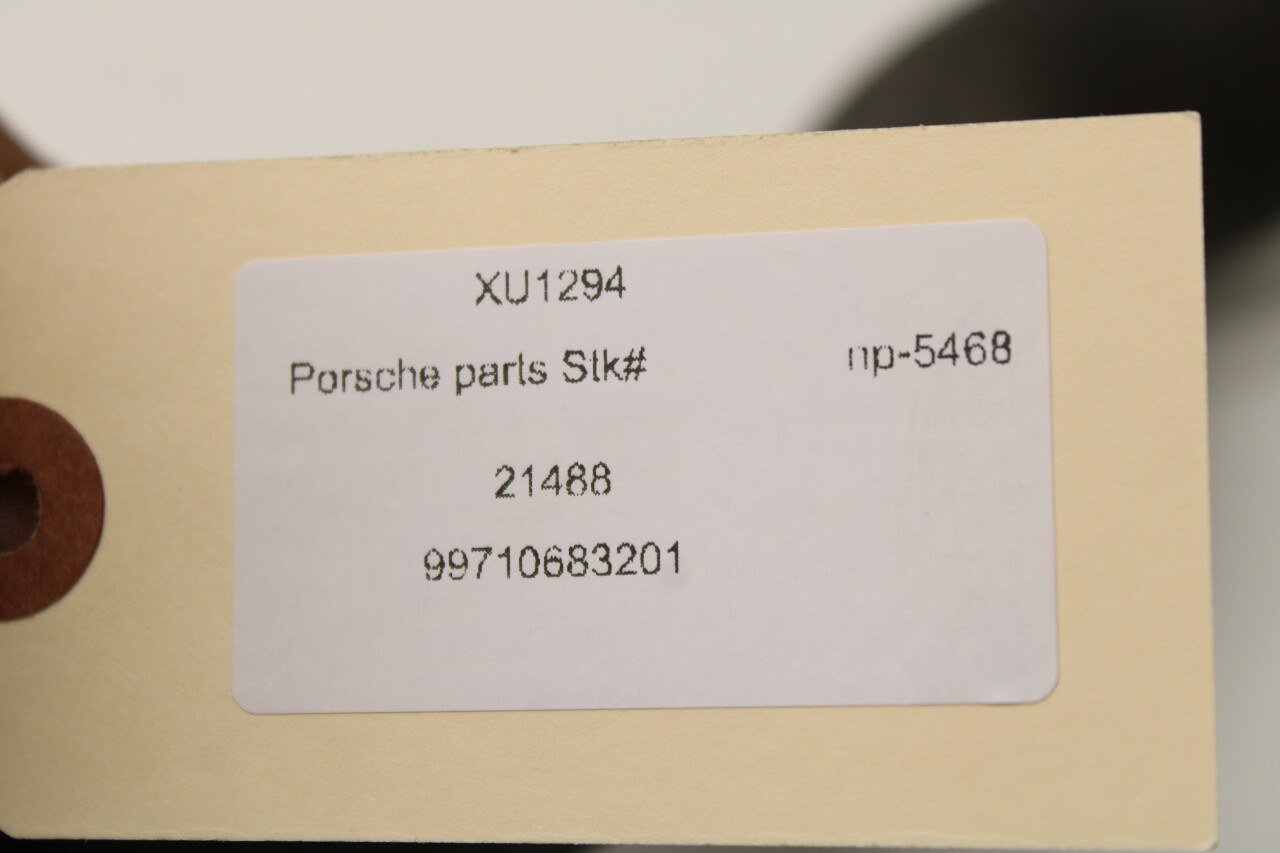 XU1294
Porsche parts Stk# np-5468
21488
99710683201